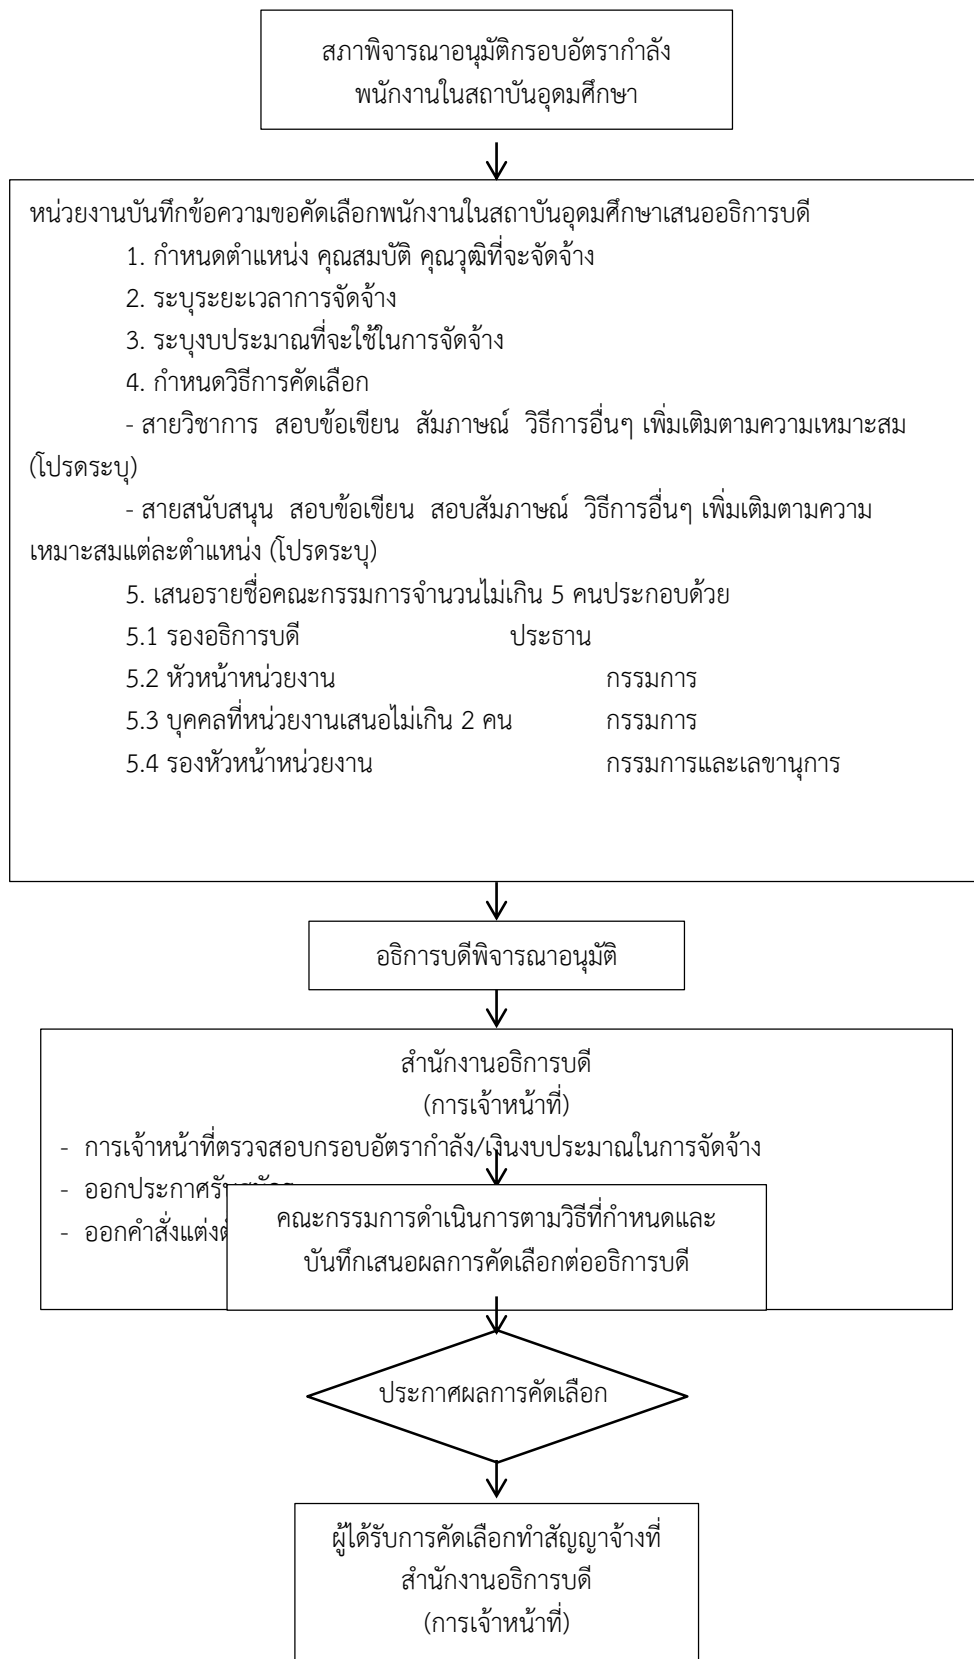 สภาพิจารณาอนุมัติกรอบอัตรากำลัง
พนักงานในสถาบันอุดมศึกษา
หน่วยงานบันทึกข้อความขอคัดเลือกพนักงานในสถาบันอุดมศึกษาเสนออธิการบดี
1. กำหนดตำแหน่ง คุณสมบัติ คุณวุฒิที่จะจัดจ้าง
2. ระบุระยะเวลาการจัดจ้าง
3. ระบุงบประมาณที่จะใช้ในการจัดจ้าง
4. กำหนดวิธีการคัดเลือก
- สายวิชาการ สอบข้อเขียน สัมภาษณ์ วิธีการอื่นๆ เพิ่มเติมตามความเหมาะสม
(โปรดระบุ)
- สายสนับสนุน สอบข้อเขียน สอบสัมภาษณ์ วิธีการอื่นๆ เพิ่มเติมตามความ
เหมาะสมแต่ละตำแหน่ง (โปรดระบุ)
5. เสนอรายชื่อคณะกรรมการจำนวนไม่เกิน 5 คนประกอบด้วย
5.1 รองอธิการบดี ประธาน
5.2 หัวหน้าหน่วยงาน กรรมการ
5.3 บุคคลที่หน่วยงานเสนอไม่เกิน 2 คน กรรมการ
5.4 รองหัวหน้าหน่วยงาน กรรมการและเลขานุการ
อธิการบดีพิจารณาอนุมัติ
สำนักงานอธิการบดี
(การเจ้าหน้าที่)
- การเจ้าหน้าที่ตรวจสอบกรอบอัตรากำลัง/เงินงบประมาณในการจัดจ้าง
- ออกประกาศ
- ออกคำสั่ง
คณะกรรมการดำเนินการตามวิธีที่กำหนดและ
บันทึกเสนอผลการคัดเลือกต่ออธิการบดี
ประกาศผลการคัดเลือก
ผู้ได้รับการคัดเลือกทำสัญญาจ้างที่
สำนักงานอธิการบดี
(การเจ้าหน้าที่)